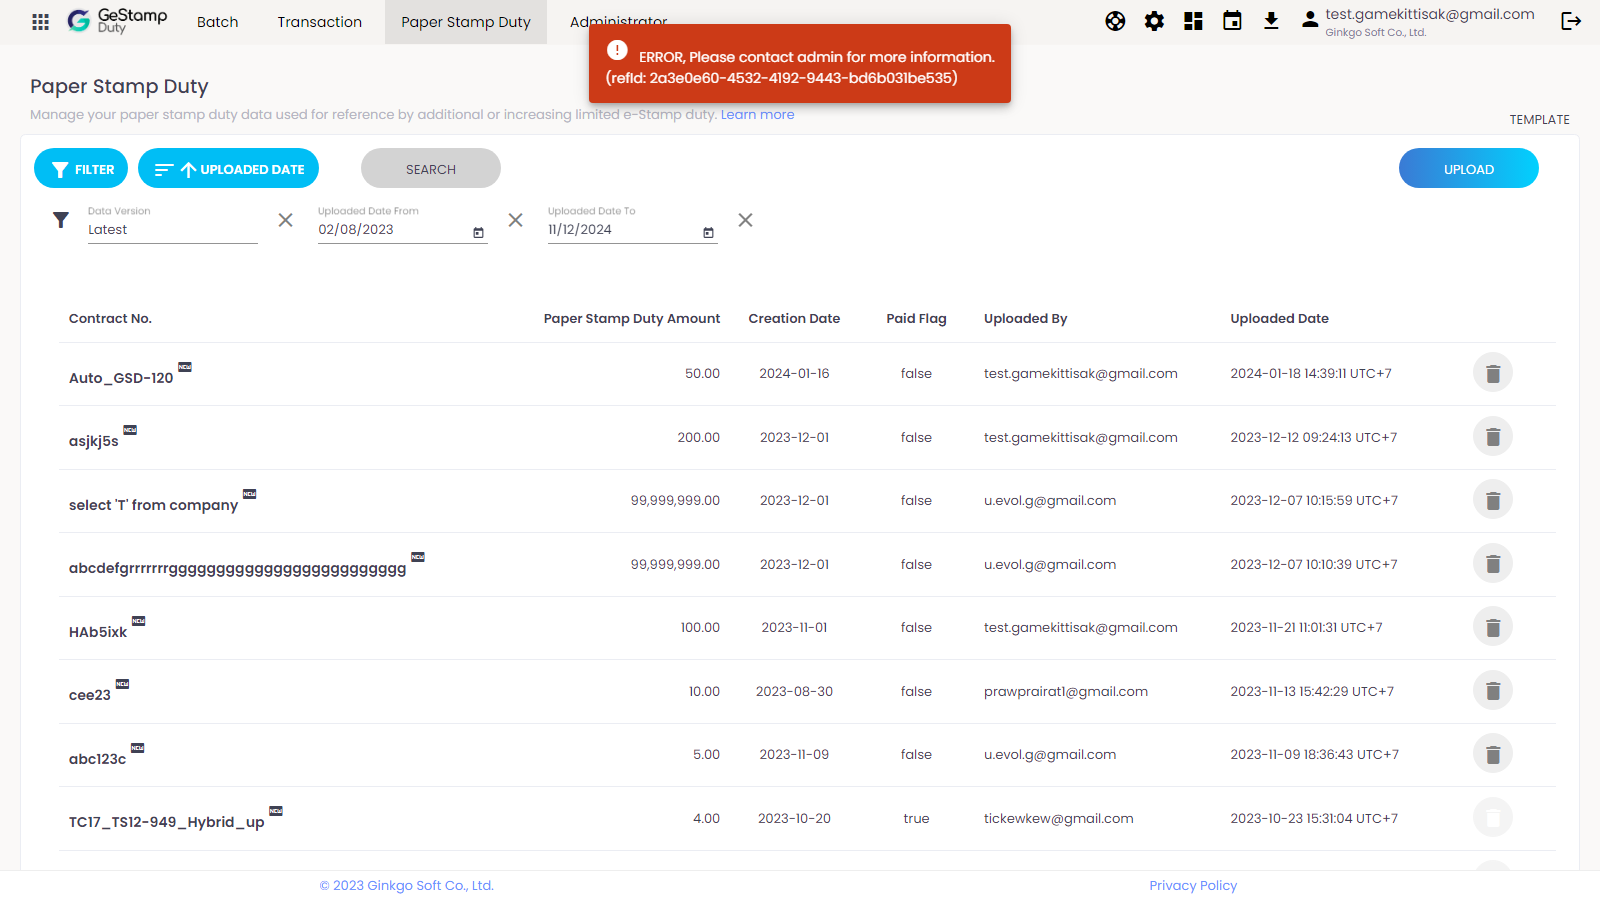 GeStamp
Duty
Batch
Transaction
Paper Stamp Duty
Administrator
test.gamekittisak@gmail.com
Ginkgo Soft Co., Ltd.
ERROR, Please contact admin for more information.
(refId: 2a3e0e60-4532-4192-9443-bd6b031be535)
Paper Stamp Duty
Manage your paper stamp duty data used for reference by additional or increasing limited e-Stamp duty. Learn more
TEMPLATE
FILTER
UPLOADED DATE
SEARCH
UPLOAD
Data Version
Latest
Uploaded Date From
02/08/2023
Uploaded Date To
11/12/2024
Contract No. Paper Stamp Duty Amount Creation Date Paid Flag Uploaded By Uploaded Date
Auto_GSD-120 NEW 50.00 2024-01-16 false test.gamekittisak@gmail.com 2024-01-18 14:39:11 UTC+7
asjkj5s NEW 200.00 2023-12-01 false test.gamekittisak@gmail.com 2023-12-12 09:24:13 UTC+7
select 'T' from company NEW 99,999,999.00 2023-12-01 false u.evol.g@gmail.com 2023-12-07 10:15:59 UTC+7
abcdefgrrrrrrrggggggggggggggggggggggggg NEW 99,999,999.00 2023-12-01 false u.evol.g@gmail.com 2023-12-07 10:10:39 UTC+7
HAb5ixk NEW 100.00 2023-11-01 false test.gamekittisak@gmail.com 2023-11-21 11:01:31 UTC+7
cee23 NEW 10.00 2023-08-30 false prawprairat1@gmail.com 2023-11-13 15:42:29 UTC+7
abc123c NEW 5.00 2023-11-09 false u.evol.g@gmail.com 2023-11-09 18:36:43 UTC+7
TC17_TS12-949_Hybrid_up NEW 4.00 2023-10-20 true tickewkew@gmail.com 2023-10-23 15:31:04 UTC+7
© 2023 Ginkgo Soft Co., Ltd.
Privacy Policy